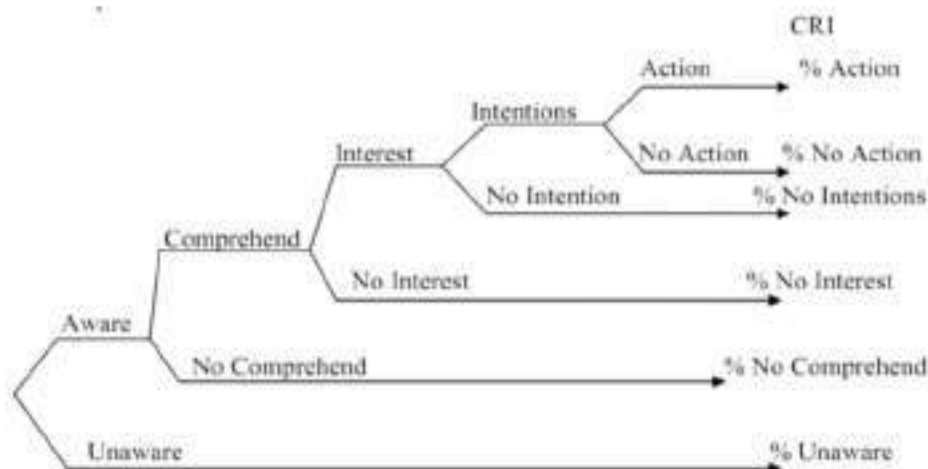 CRI
Action % Action
Intentions
Interest No Action % No Action
No Intention % No Intentions
Comprehend
No Interest % No Interest
Aware
No Comprehend % No Comprehend
Unaware % Unaware